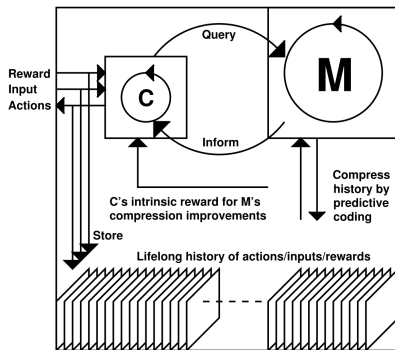 Query
M
Reward
Input
Actions
C
Inform
Compress
history by
predictive
coding
C's intrinsic reward for M's
compression improvements
Store
Lifelong history of actions/inputs/rewards